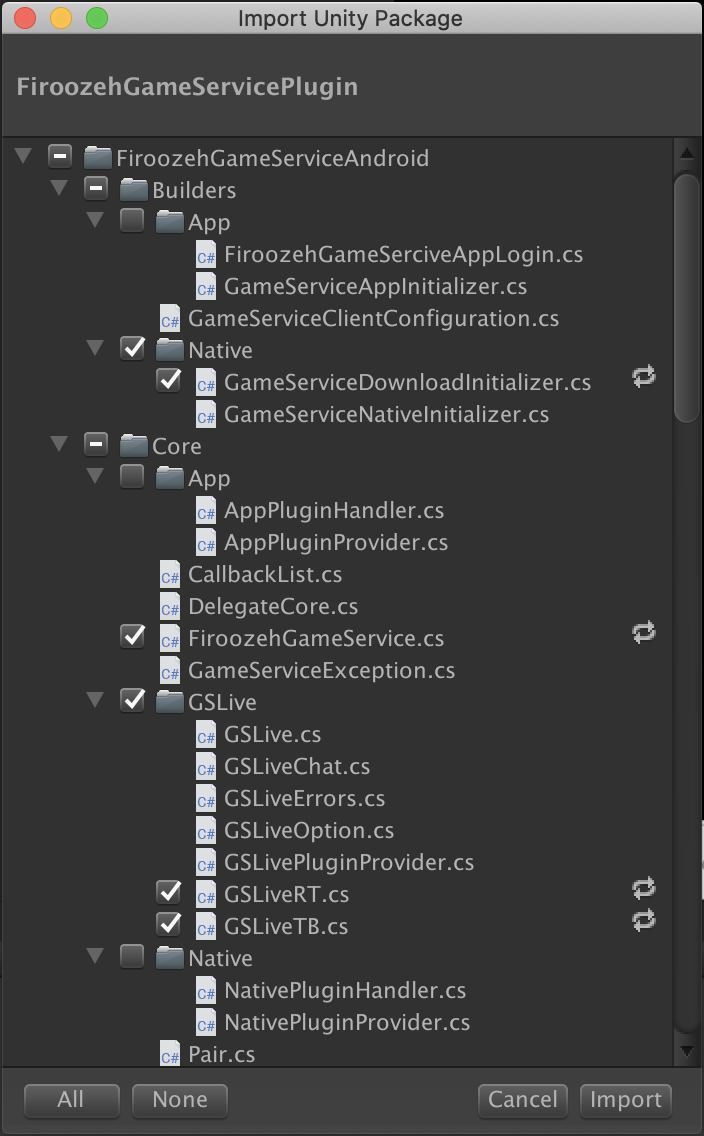 Import Unity Package
FiroozehGameServicePlugin
FiroozehGameServiceAndroid
Builders
App
C# FiroozehGameSerciveAppLogin.cs
C# GameServiceAppInitializer.cs
C# GameServiceClientConfiguration.cs
Native
C# GameServiceDownloadInitializer.cs
C# GameServiceNativeInitializer.cs
Core
App
C# AppPluginHandler.cs
C# AppPluginProvider.cs
C# CallbackList.cs
C# DelegateCore.cs
C# FiroozehGameService.cs
C# GameServiceException.cs
GSLive
C# GSLive.cs
C# GSLiveChat.cs
C# GSLiveErrors.cs
C# GSLiveOption.cs
C# GSLivePluginProvider.cs
C# GSLiveRT.cs
C# GSLiveTB.cs
Native
C# NativePluginHandler.cs
C# NativePluginProvider.cs
C# Pair.cs
All None Cancel Import